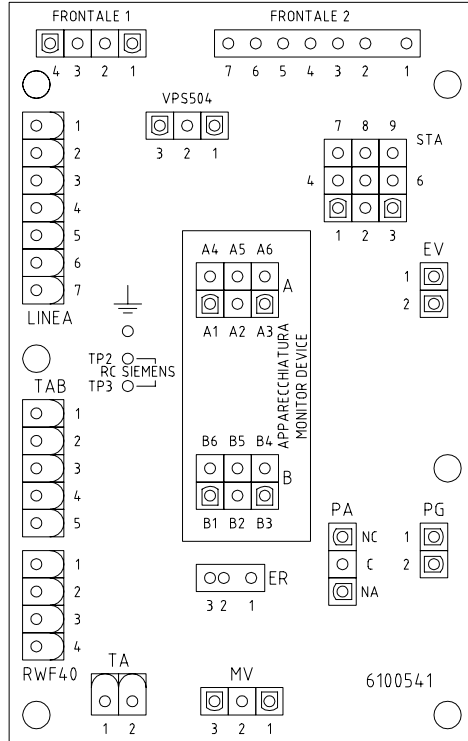 FRONTALE 1
FRONTALE 2
4 3 2 1
7 6 5 4 3 2 1
VPS504
3 2 1
1
2
3
4
5
6
7
LINEA
7 8 9
STA
4 6
1 2 3
EV
1
2
A4 A5 A6
A
A1 A2 A3
APPARECCHIATURA
MONITOR DEVICE
TP2
RC SIEMENS
TP3
TAB
1
2
3
4
5
B6 B5 B4
B
B1 B2 B3
PA
NC
C
NA
PG
1
2
1
2
3
4
RWF40
ER
3 2 1
TA
1 2
MV
3 2 1
6100541